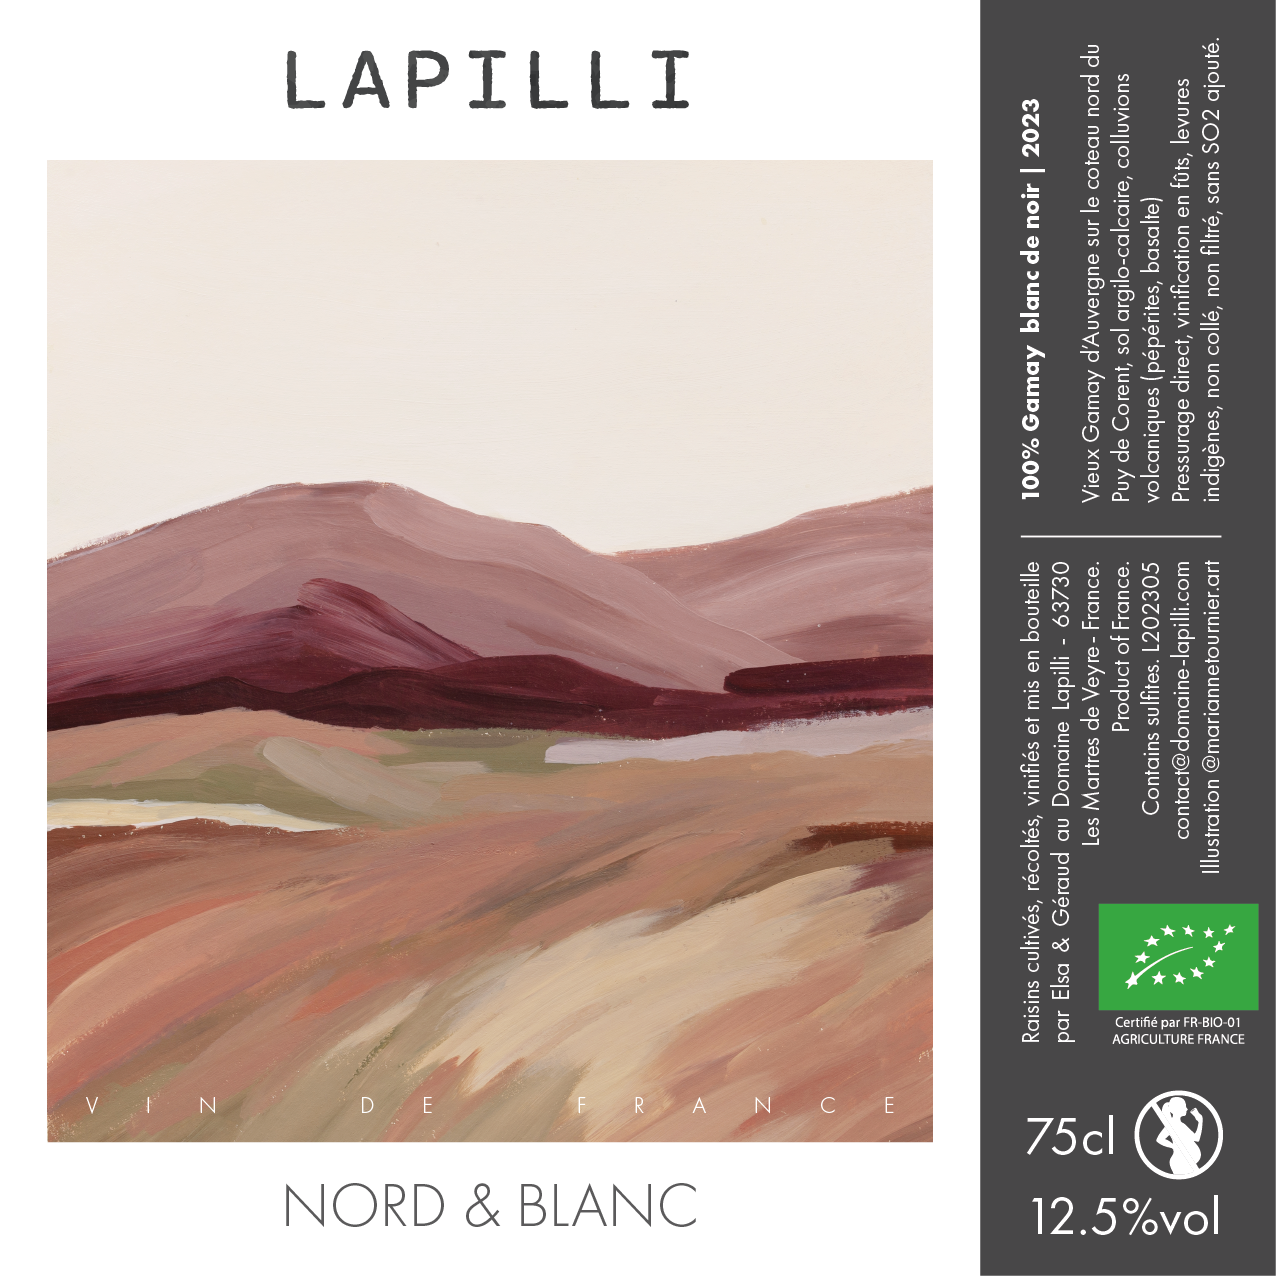 LAPILLI
VIN DE FRANCE
NORD & BLANC
100% Gamay blanc de noir | 2023
Vieux Gamay d'Auvergne sur le coteau nord du
Puy de Corent, sol argilo-calcaire, colluvions
volcaniques (pépérites, basalte)
Pressurage direct, vinification en fûts, levures
indigènes, non collé, non filtré, sans SO2 ajouté.
Raisins cultivés, récoltés, vinifiés et mis en bouteille
par Elsa & Géraud au Domaine Lapilli - 63730
Les Martres de Veyre - France.
Product of France.
Contains sulfites. L202305
contact@domaine-lapilli.com
Illustration @mariannetournier.art
Certifié par FR-BIO-01
AGRICULTURE FRANCE
75cl
12.5%vol